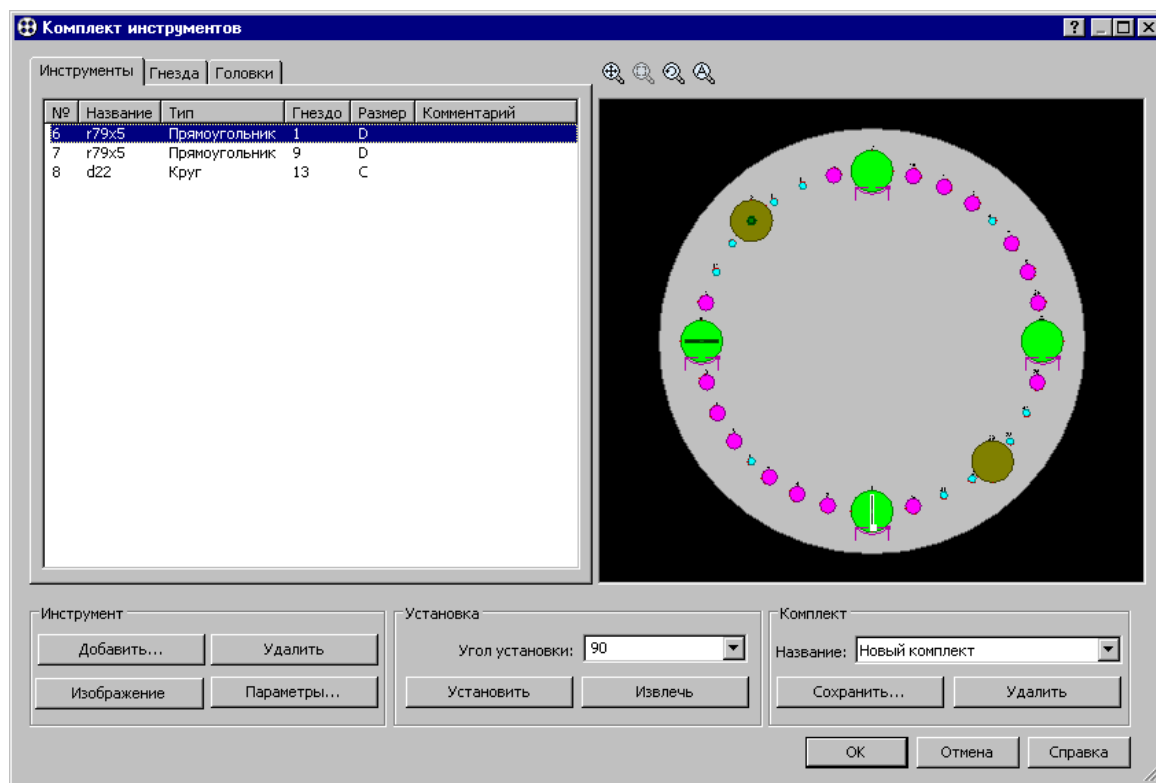 Комплект инструментов
Инструменты Гнезда Головки
№ Название Тип Гнездо Размер Комментарий
6 r79x5 Прямоугольник 1 D
7 r79x5 Прямоугольник 9 D
8 d22 Круг 13 C
Инструмент
Добавить... Удалить
Изображение Параметры...
Установка
Угол установки: 90
Установить Извлечь
Комплект
Название: Новый комплект
Сохранить... Удалить
OK Отмена Справка